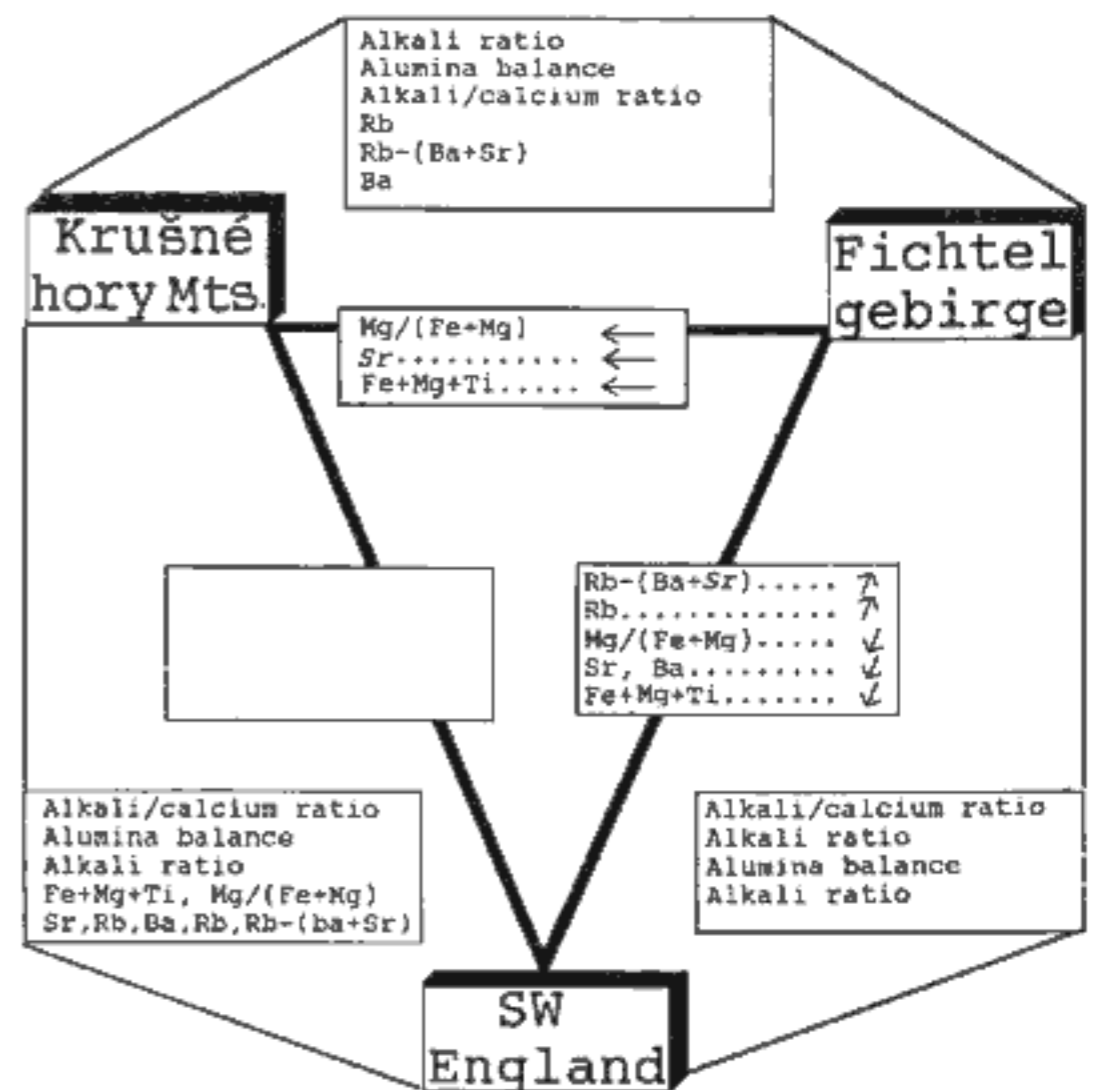 Alkali ratio
Alumina balance
Alkali/calcium ratio
Rb
Rb-(Ba+Sr)
Ba
Krušné
hory Mts.
Fichtel
gebirge
Mg/(Fe+Mg) ←
Sr........... ←
Fe+Mg+Ti..... ←
Rb-(Ba+Sr)..... ↗
Rb............. ↗
Mg/(Fe+Mg)..... ↙
Sr, Ba......... ↙
Fe+Mg+Ti....... ↙
Alkali/calcium ratio
Alumina balance
Alkali ratio
Fe+Mg+Ti, Mg/(Fe+Mg)
Sr,Rb,Ba,Rb,Rb-(ba+Sr)
Alkali/calcium ratio
Alkali ratio
Alumina balance
Alkali ratio
SW
England